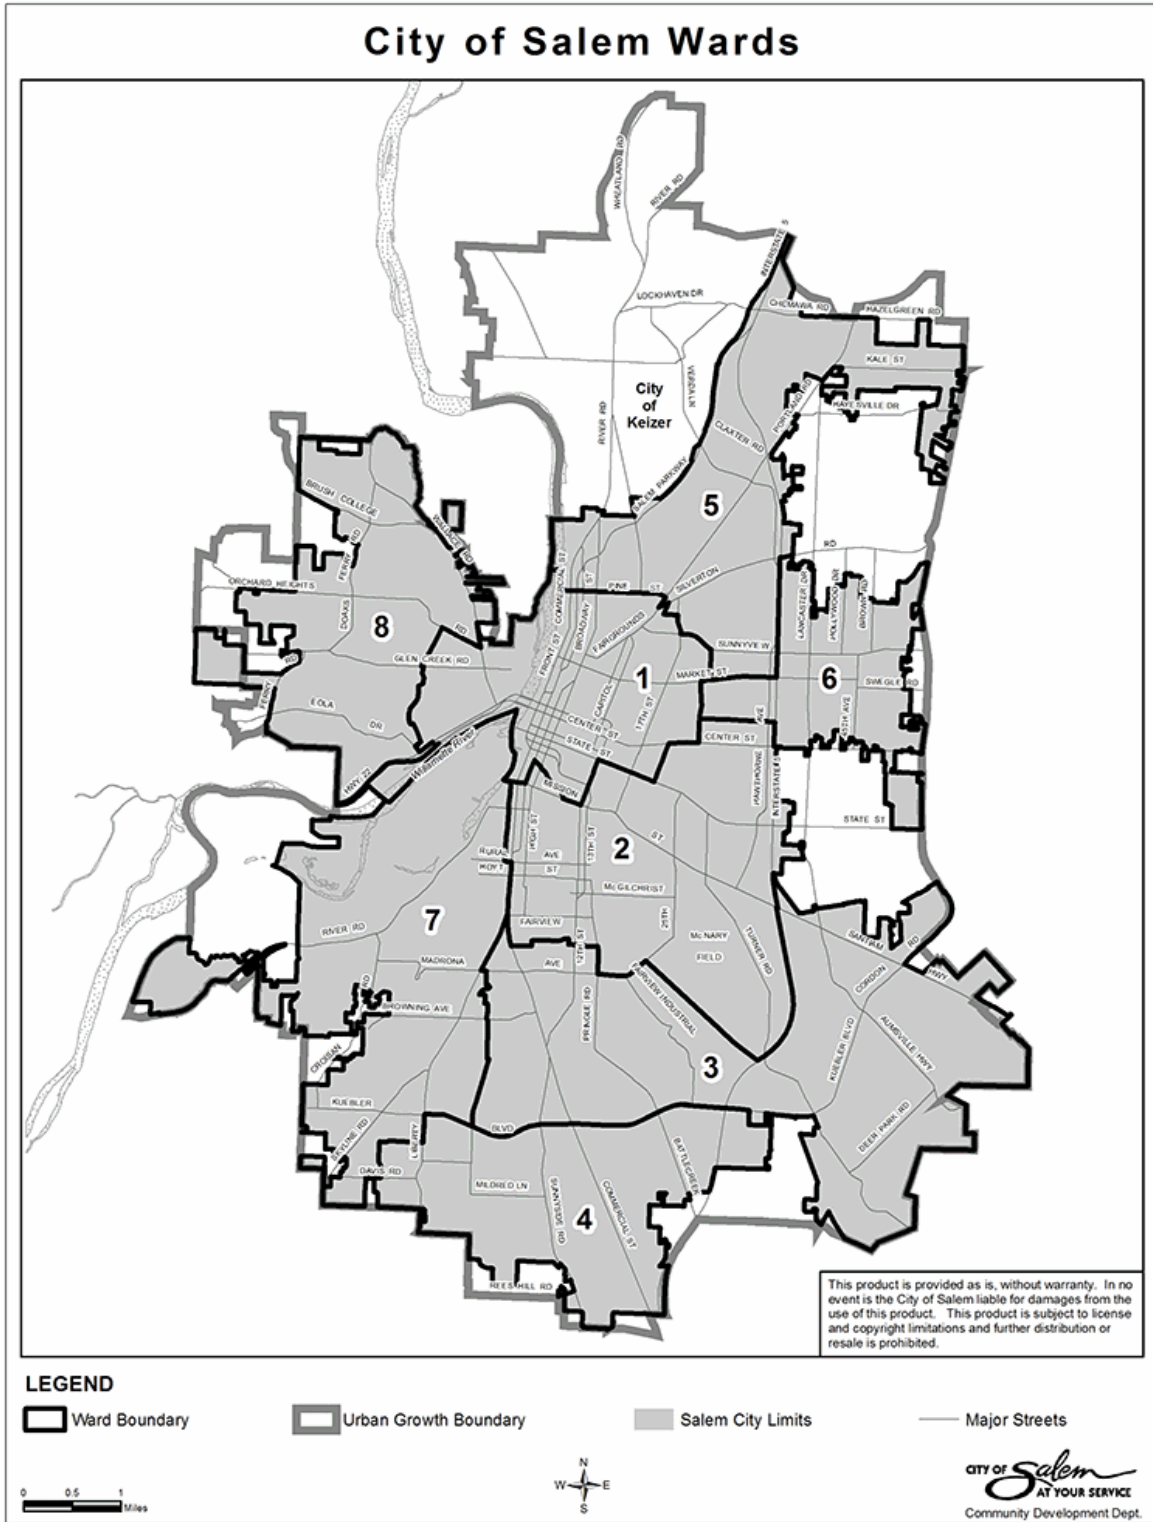 City of Salem Wards
WHEATLAND RD
RIVER RD
INTERSTATE 5
LOCKHAVEN DR
CHEMAWA RD
HAZELGREEN RD
KALE ST
VERDA LN
PORTLAND RD
HAYESVILLE DR
City
of
Keizer
RIVER RD
CLAXTER RD
SALEM PARKWAY
5
BRUSH COLLEGE
RD
WALLACE RD
DOAKS FERRY RD
ORCHARD HEIGHTS
RD
COMMERCIAL ST
PINE ST
SILVERTON
RD
LANCASTER DR
HOLLYWOOD DR
BROWN RD
BROADWAY ST
FAIRGROUNDS
FRONT ST
8
GLEN CREEK RD
SUNNYVIEW
1
MARKET ST
6
SWEGLE RD
CAPITOL
17TH ST
45TH AVE
FERRY
RD
EOLA
DR
CENTER ST
STATE ST
CENTER ST
HAWTHORNE AVE
INTERSTATE 5
Willamette River
HWY 22
MISSION
ST
STATE ST
HIGH ST
13TH ST
2
RURAL AVE
HOYT ST
McGILCHRIST
FAIRVIEW
25TH
7
RIVER RD
McNARY
FIELD
TURNER RD
SANTIAM
HWY
CORDON
RD
12TH ST
MADRONA
AVE
RD
BROWNING AVE
PRINGLE RD
FAIRVIEW INDUSTRIAL
CROISAN
3
KUEBLER BLVD
AUMSVILLE HWY
KUEBLER
BLVD
SKYLINE RD
LIBERTY
DEER PARK RD
DAVIS RD
MILDRED LN
BATTLECREEK
SUNNYSIDE RD
COMMERCIAL ST
4
REES HILL RD
This product is provided as is, without warranty. In no
event is the City of Salem liable for damages from the
use of this product. This product is subject to license
and copyright limitations and further distribution or
resale is prohibited.
LEGEND
Ward Boundary
Urban Growth Boundary
Salem City Limits
Major Streets
0 0.5 1
Miles
N
W E
S
CITY OF Salem
AT YOUR SERVICE
Community Development Dept.